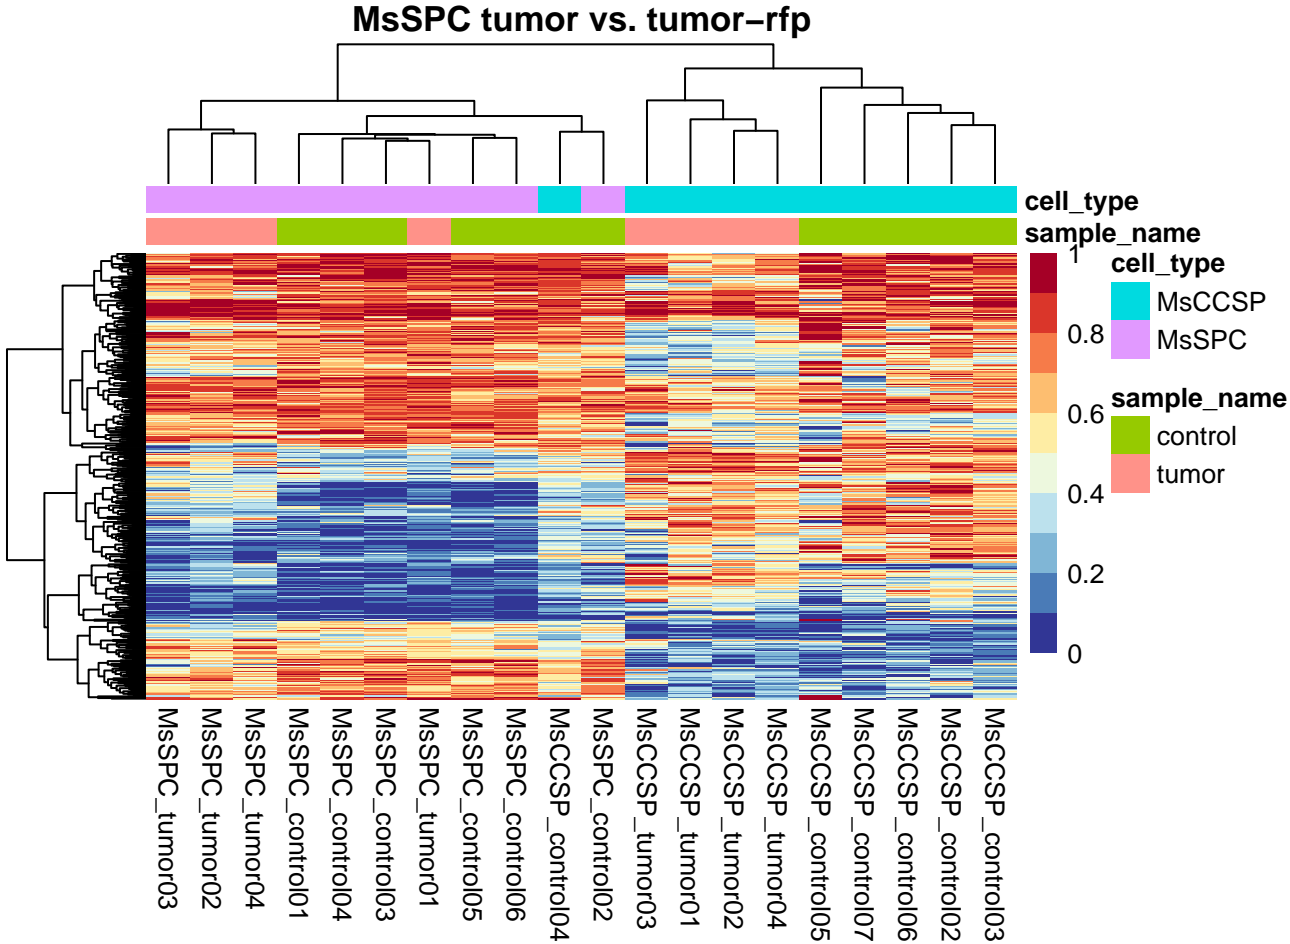 MsSPC tumor vs. tumor−rfp
cell_type
sample_name
1
0.8
0.6
0.4
0.2
0
cell_type
MsCCSP
MsSPC
sample_name
control
tumor
MsSPC_tumor03
MsSPC_tumor02
MsSPC_tumor04
MsSPC_control01
MsSPC_control04
MsSPC_control03
MsSPC_tumor01
MsSPC_control05
MsSPC_control06
MsCCSP_control04
MsSPC_control02
MsCCSP_tumor03
MsCCSP_tumor01
MsCCSP_tumor02
MsCCSP_tumor04
MsCCSP_control05
MsCCSP_control07
MsCCSP_control06
MsCCSP_control02
MsCCSP_control03